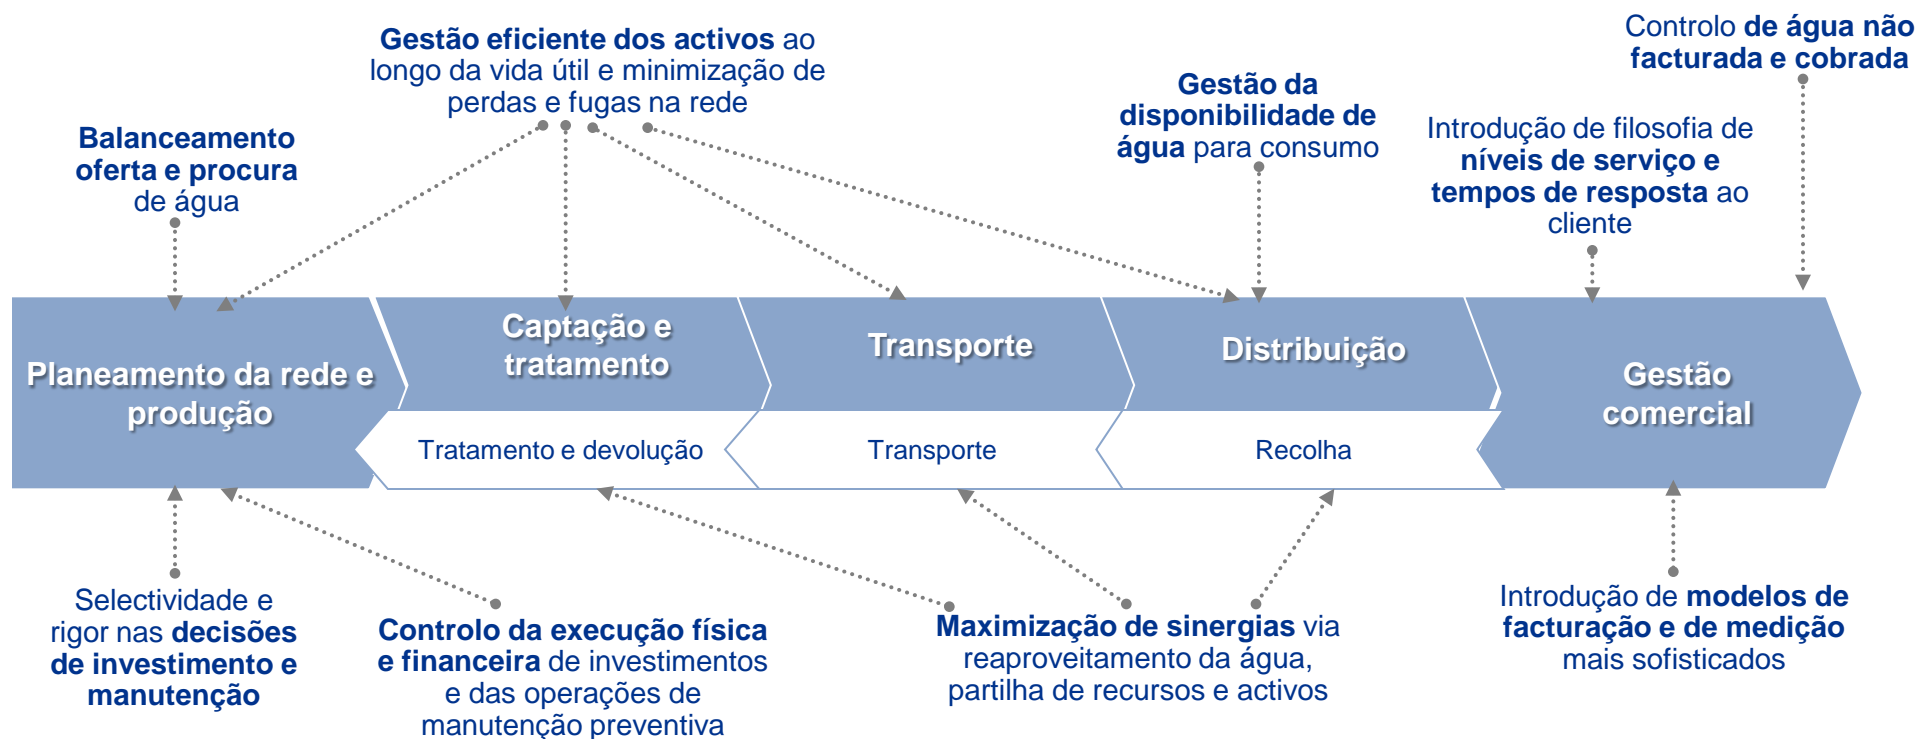 Gestão eficiente dos activos ao
longo da vida útil e minimização de
perdas e fugas na rede
Controlo de água não
facturada e cobrada
Gestão da
disponibilidade de
água para consumo
Balanceamento
oferta e procura
de água
Introdução de filosofia de
níveis de serviço e
tempos de resposta ao
cliente
Planeamento da rede e
produção
Captação e
tratamento
Transporte
Distribuição
Gestão
comercial
Tratamento e devolução
Transporte
Recolha
Selectividade e
rigor nas decisões
de investimento e
manutenção
Controlo da execução física
e financeira de investimentos
e das operações de
manutenção preventiva
Maximização de sinergias via
reaproveitamento da água,
partilha de recursos e activos
Introdução de modelos de
facturação e de medição
mais sofisticados